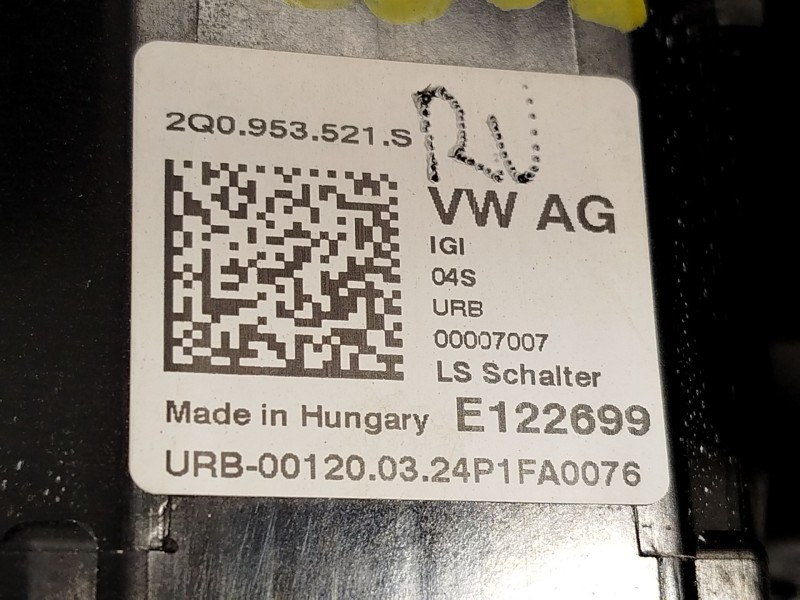 2Q0.953.521.S
RU
VW AG
IGI
04S
URB
00007007
LS Schalter
Made in Hungary E122699
URB-00120.03.24P1FA0076